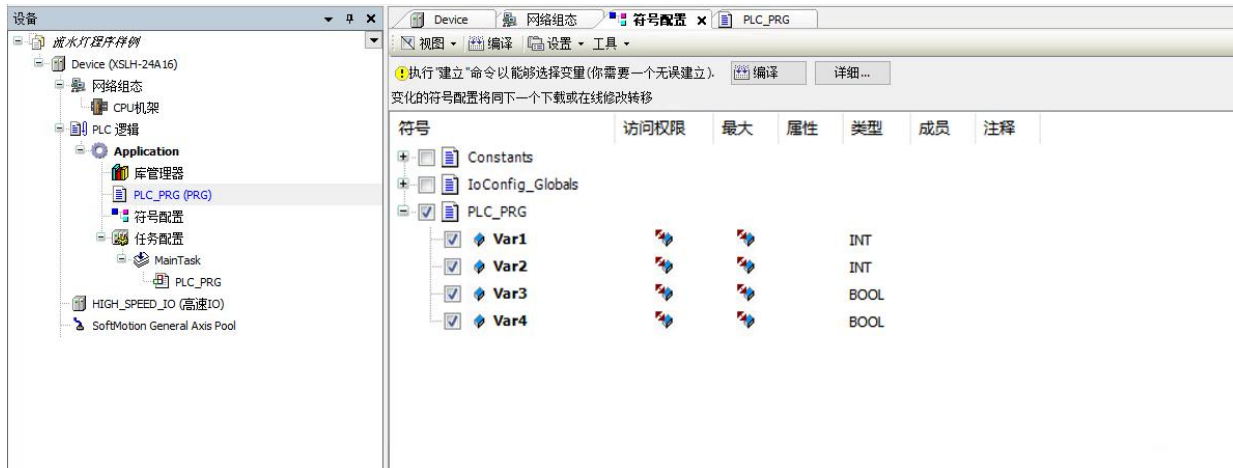 设备
流水灯程序样例
Device (XSLH-24A16)
网络组态
CPU机架
PLC 逻辑
Application
库管理器
PLC_PRG (PRG)
符号配置
任务配置
MainTask
PLC_PRG
HIGH_SPEED_IO (高速IO)
SoftMotion General Axis Pool
Device 网络组态 符号配置 PLC_PRG
视图 编译 设置 工具
执行"建立"命令以能够选择变量(你需要一个无误建立). 编译 详细...
变化的符号配置将同下一个下载或在线修改转移
符号 访问权限 最大 属性 类型 成员 注释
Constants
IoConfig_Globals
PLC_PRG
Var1 INT
Var2 INT
Var3 BOOL
Var4 BOOL